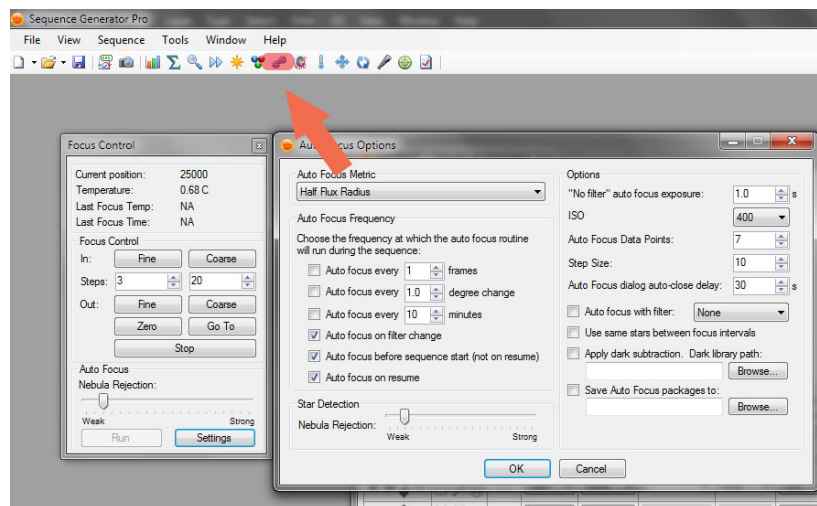 Sequence Generator Pro
File View Sequence Tools Window Help
Focus Control
Current position: 25000
Temperature: 0.68 C
Last Focus Temp: NA
Last Focus Time: NA
Focus Control
In: Fine Coarse
Steps: 3 20
Out: Fine Coarse
Zero Go To
Stop
Auto Focus
Nebula Rejection:
Weak Strong
Run Settings
Auto Focus Options
Auto Focus Metric
Half Flux Radius
Auto Focus Frequency
Choose the frequency at which the auto focus routine
will run during the sequence:
Auto focus every 1 frames
Auto focus every 1.0 degree change
Auto focus every 10 minutes
Auto focus on filter change
Auto focus before sequence start (not on resume)
Auto focus on resume
Star Detection
Nebula Rejection:
Weak Strong
Options
"No filter" auto focus exposure: 1.0 s
ISO 400
Auto Focus Data Points: 7
Step Size: 10
Auto Focus dialog auto-close delay: 30 s
Auto focus with filter: None
Use same stars between focus intervals
Apply dark subtraction. Dark library path:
Browse...
Save Auto Focus packages to:
Browse...
OK Cancel